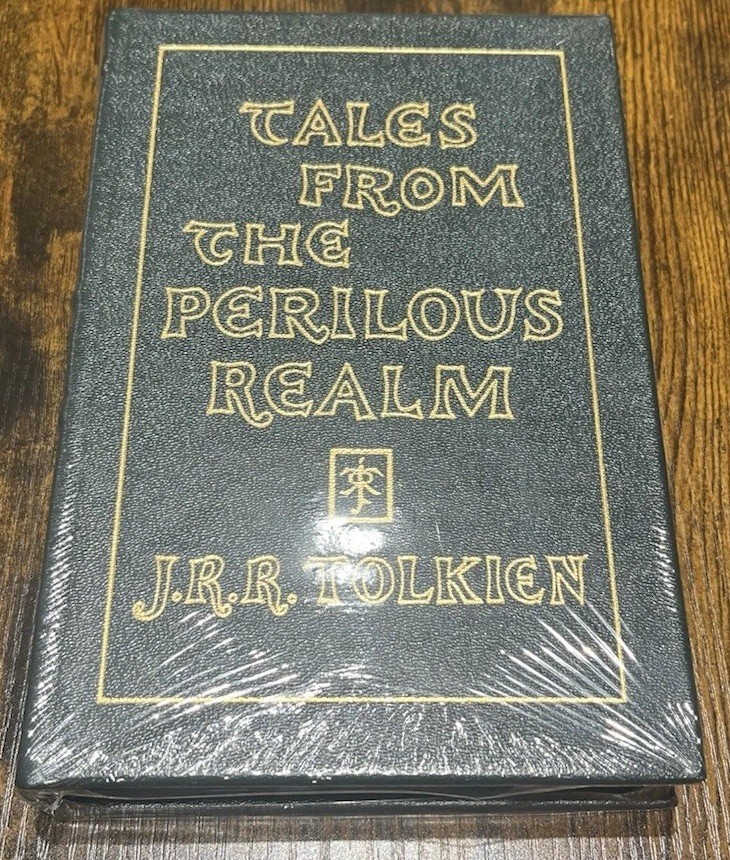 TALES
FROM
THE
PERILOUS
REALM
J.R.R. TOLKIEN